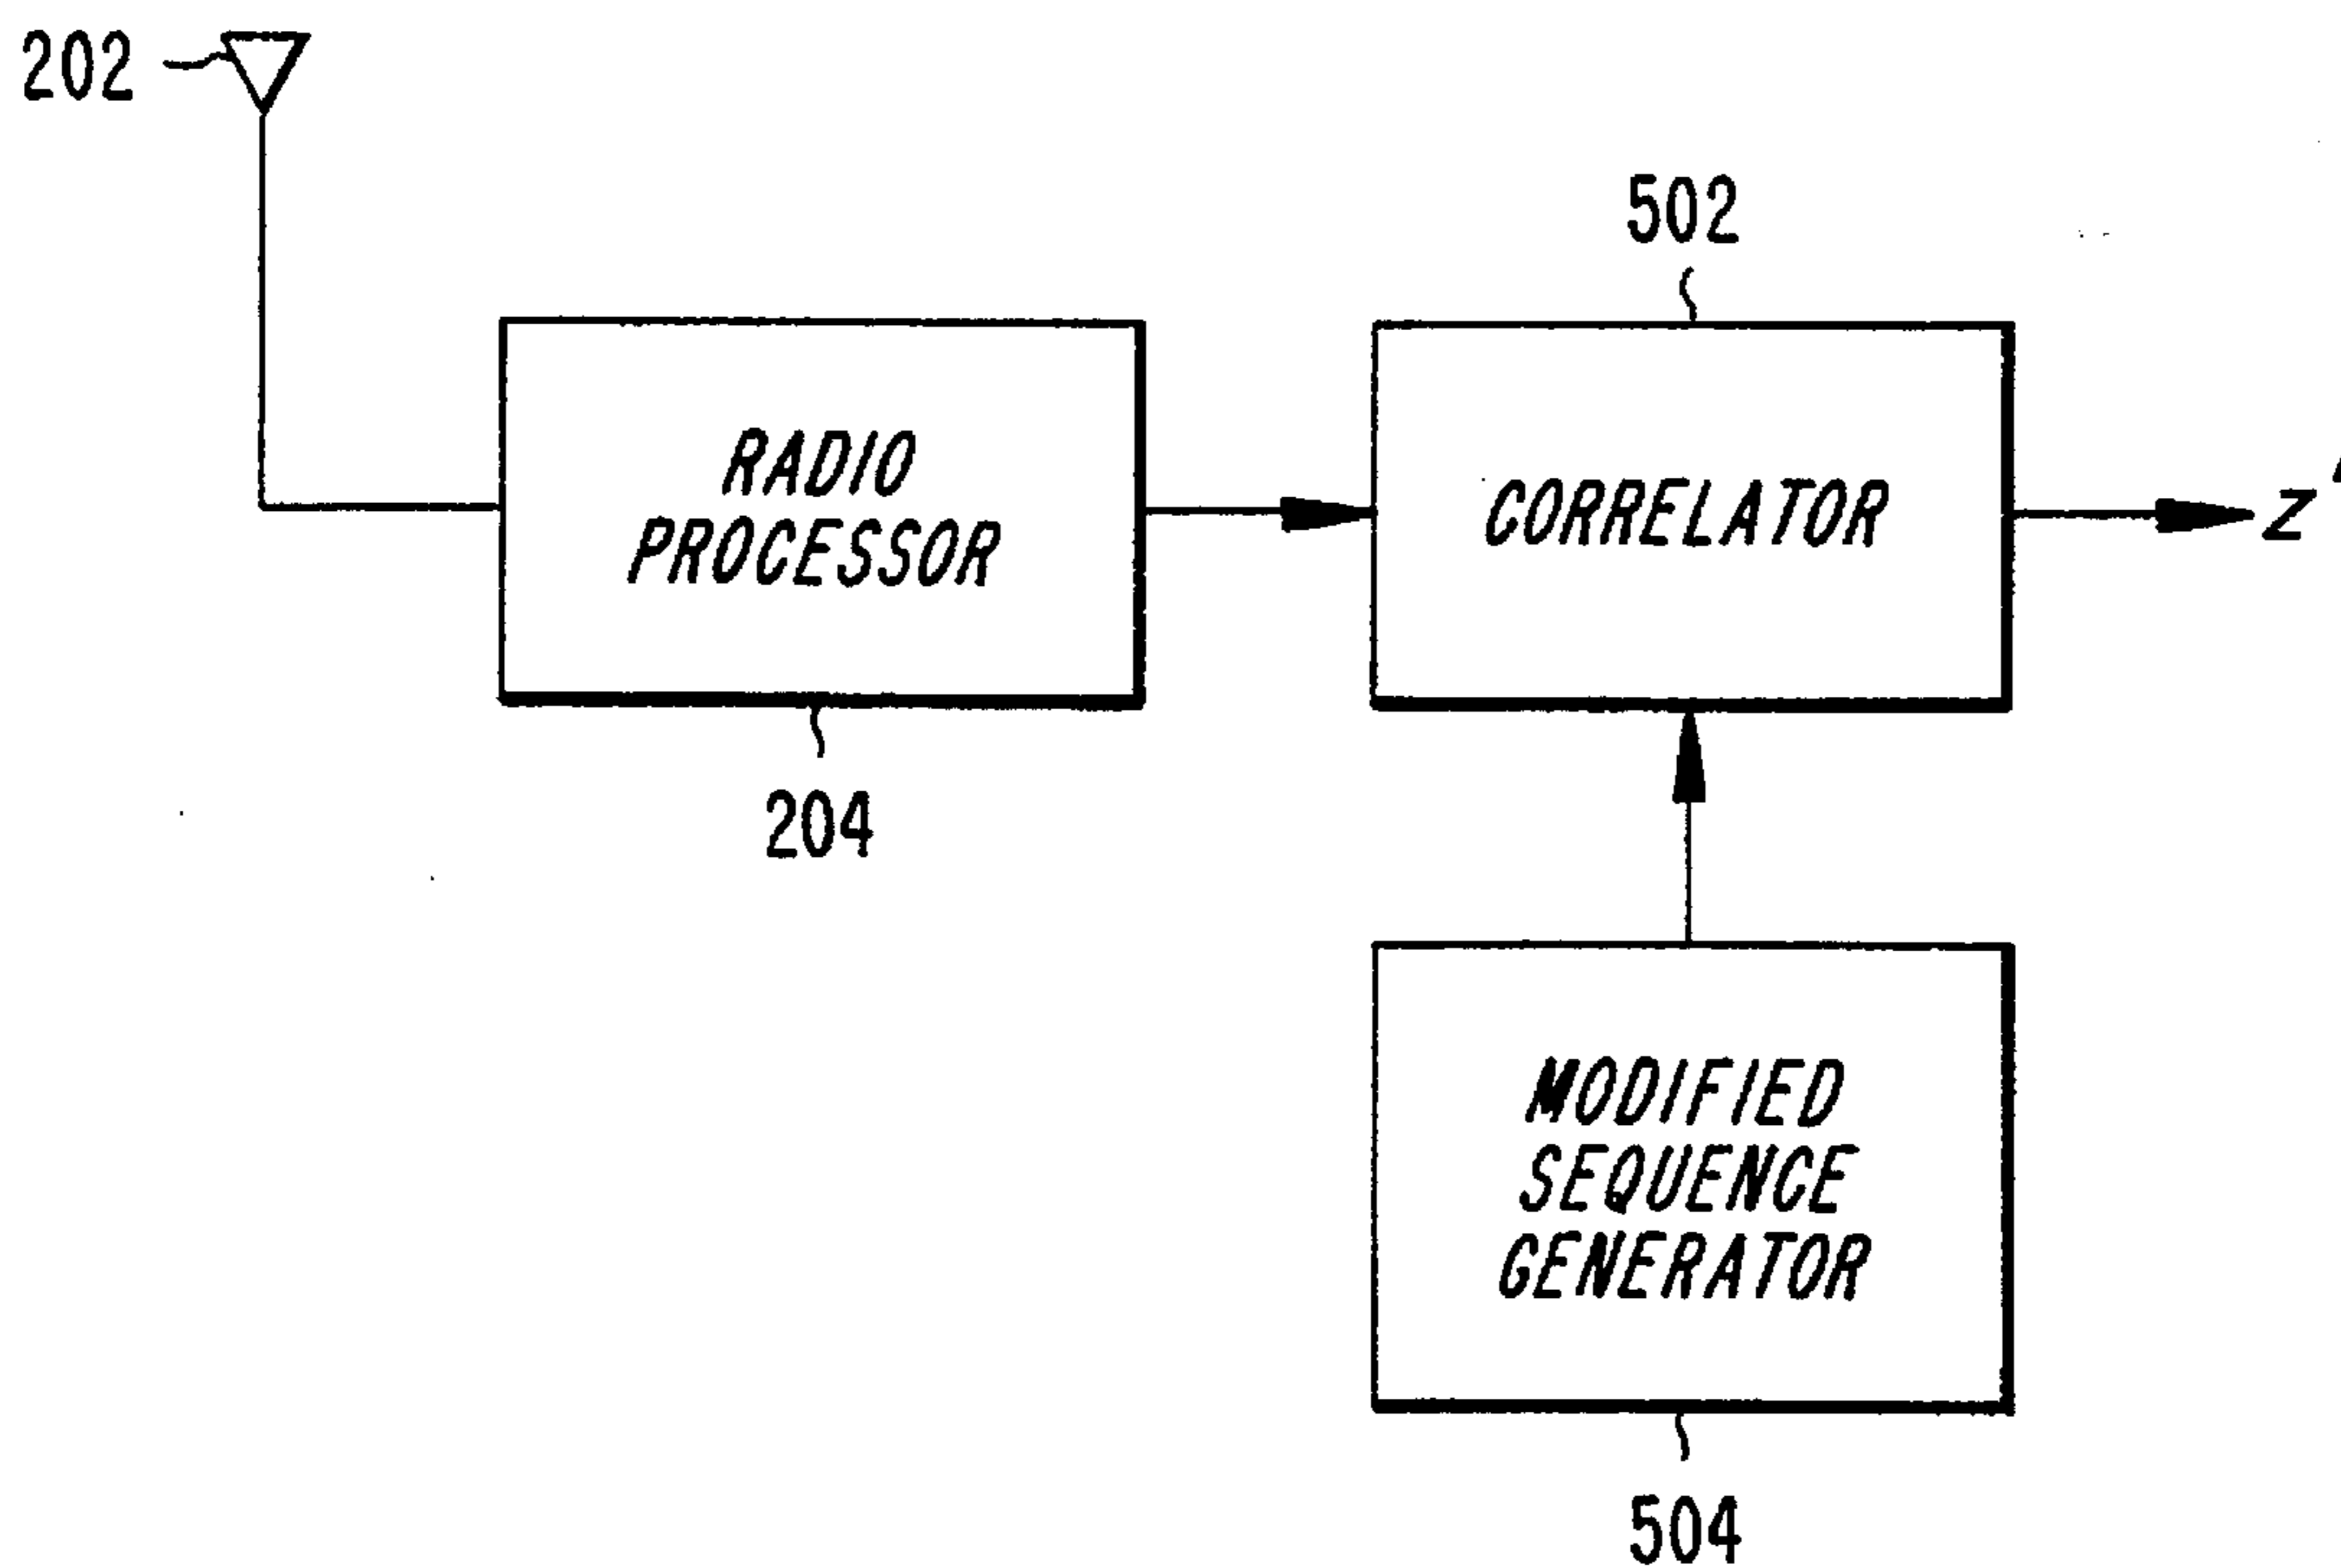 202
502
RADIO
PROCESSOR
CORRELATOR
z'
204
MODIFIED
SEQUENCE
GENERATOR
504